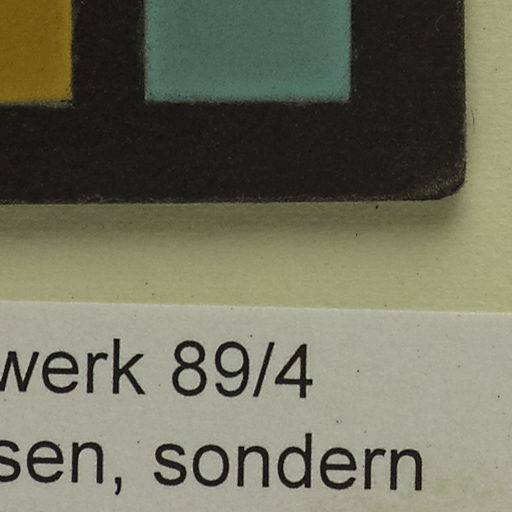 werk 89/4
sen, sondern